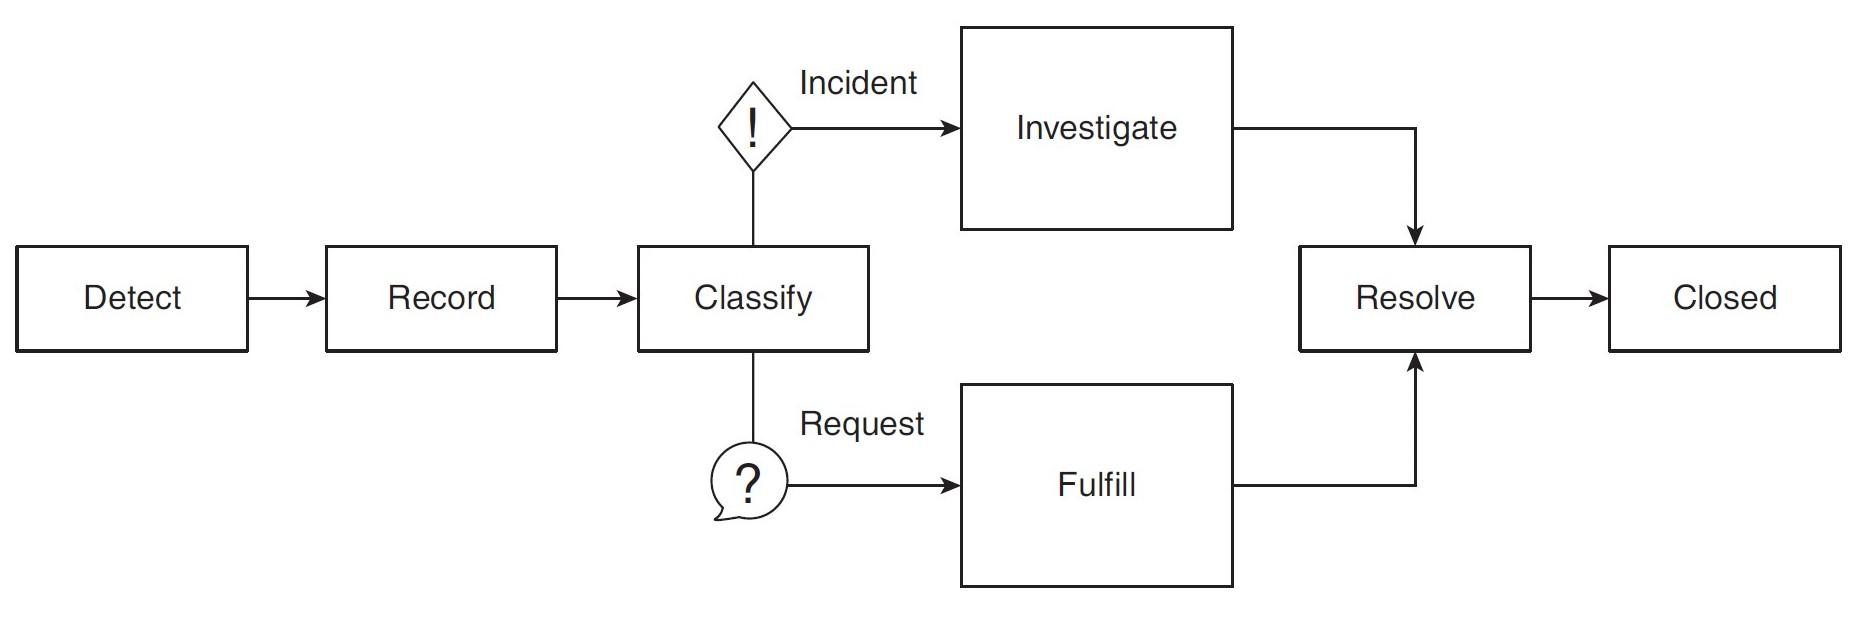 Detect
Record
Classify
!
Incident
Investigate
?
Request
Fulfill
Resolve
Closed